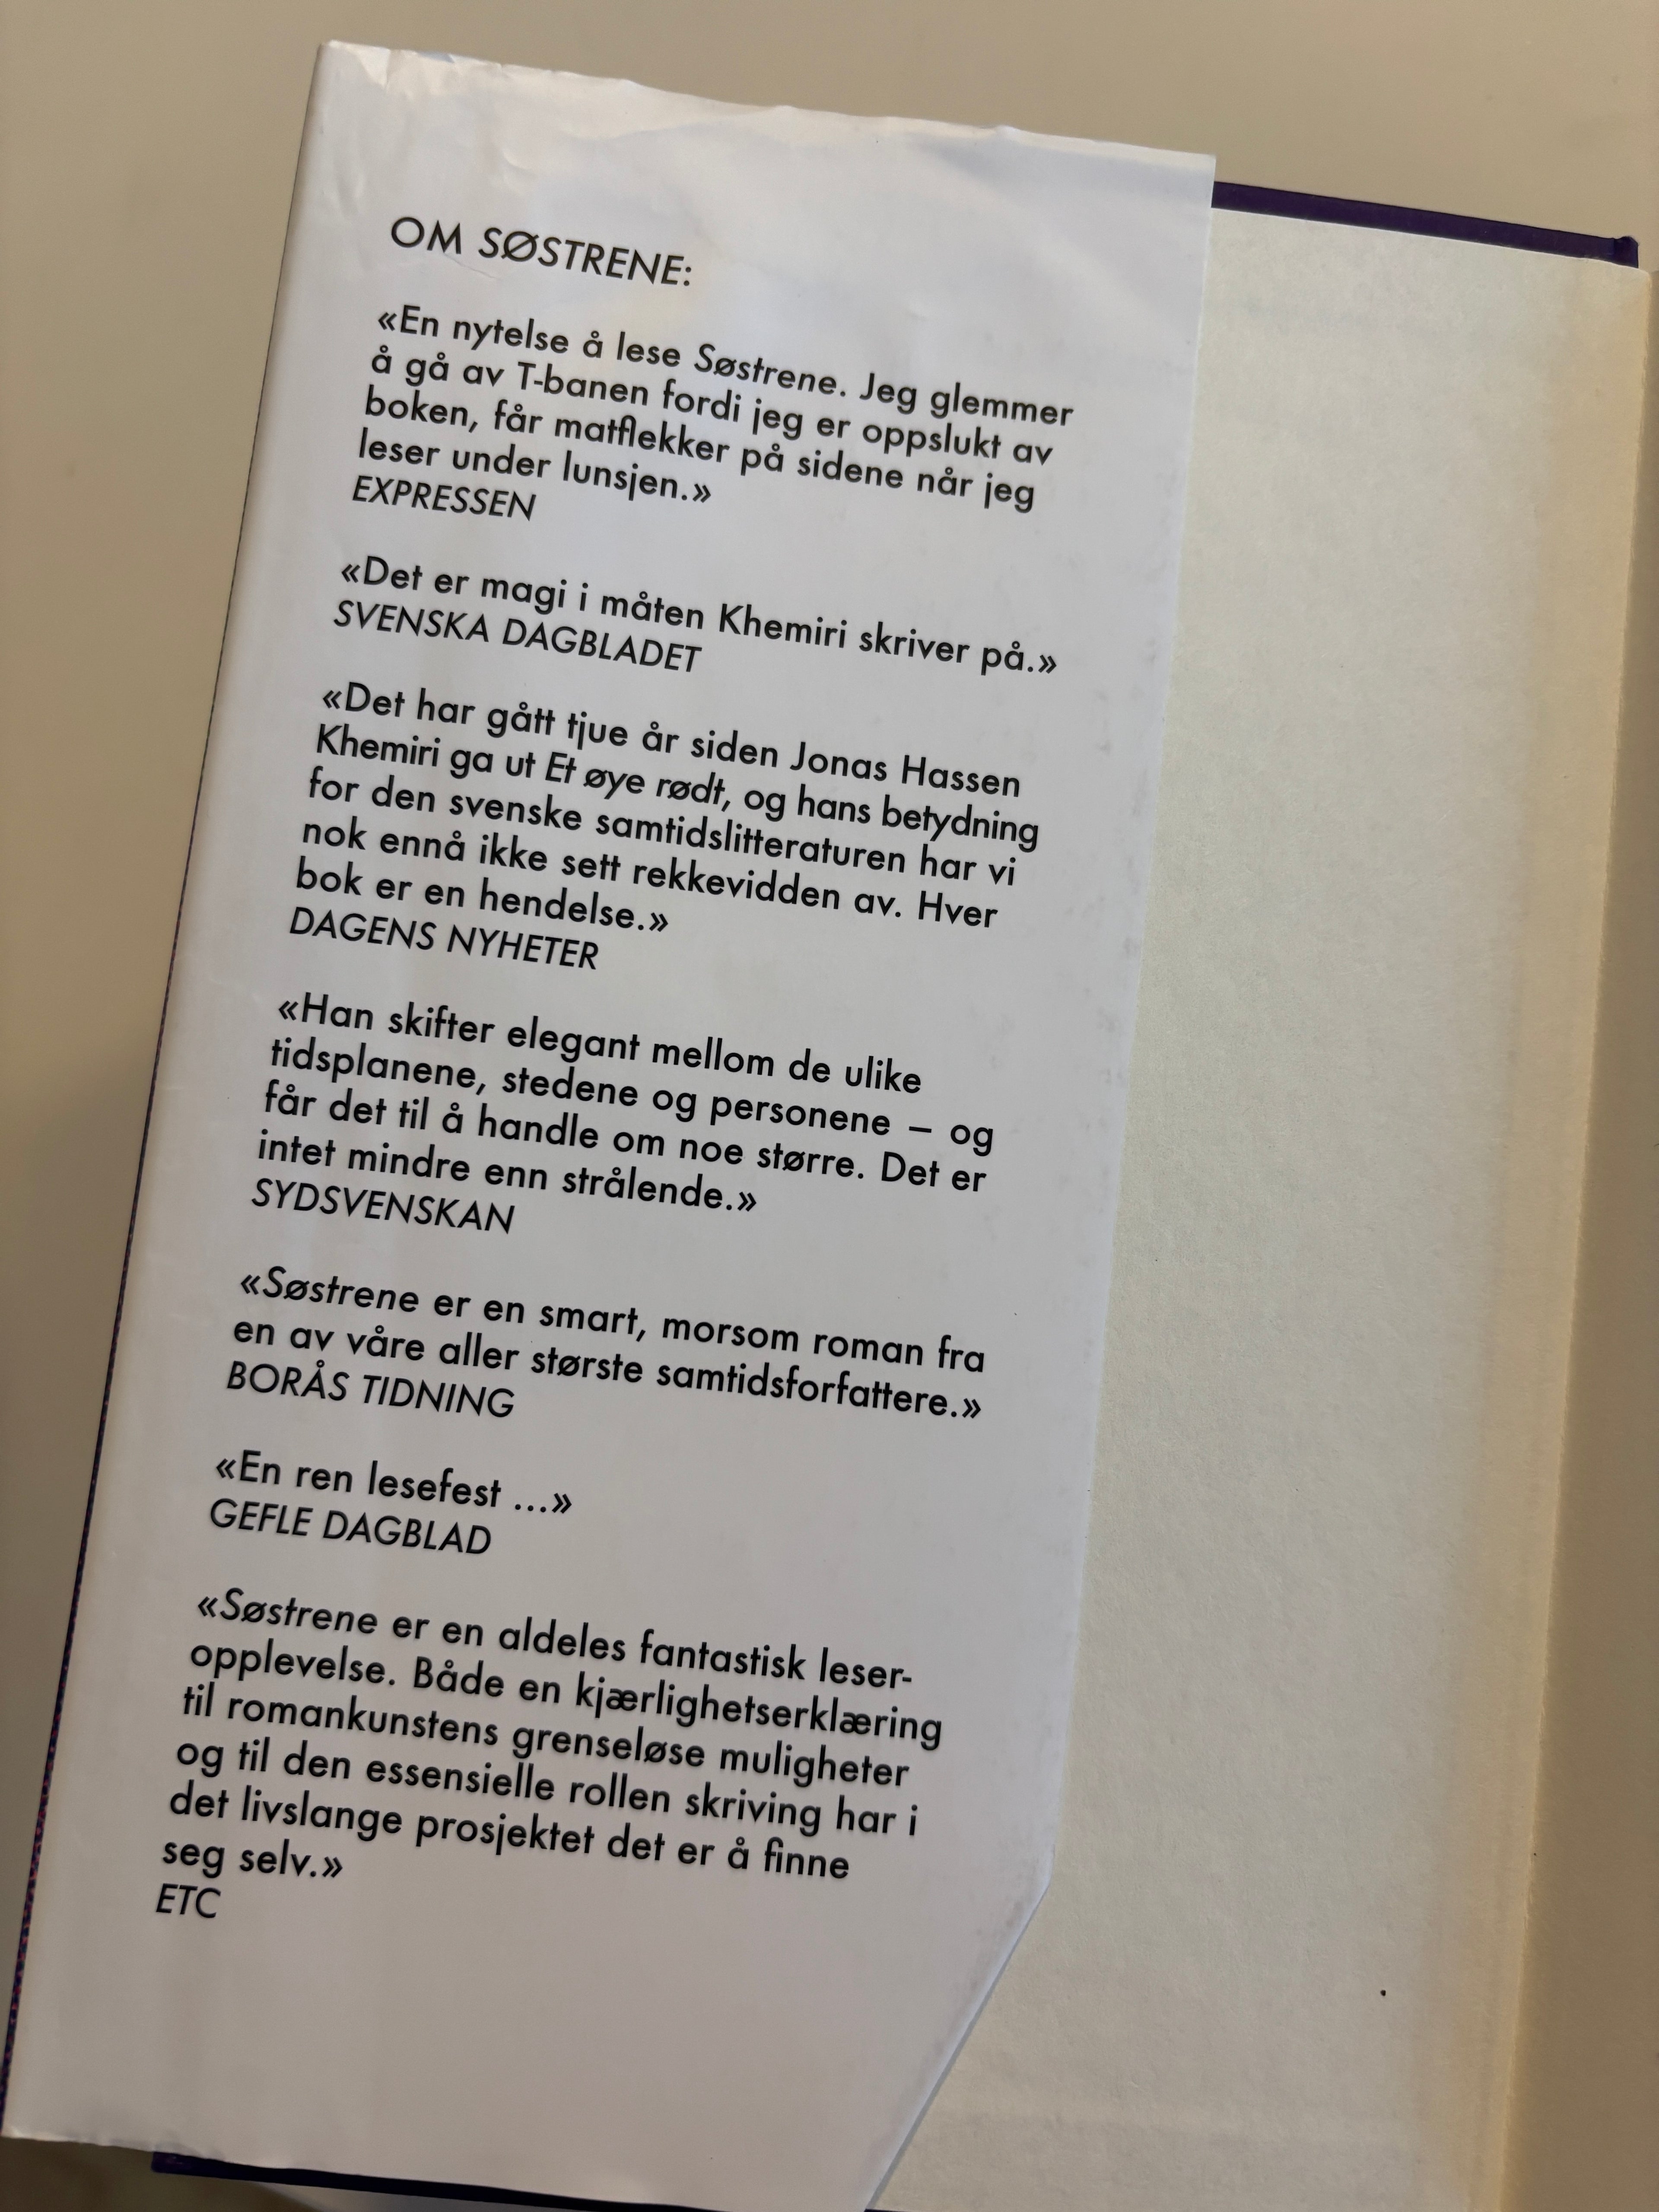 OM SØSTRENE:
«En nytelse å lese Søstrene. Jeg glemmer
å gå av T-banen fordi jeg er oppslukt av
boken, får matflekker på sidene når jeg
leser under lunsjen.»
EXPRESSEN
«Det er magi i måten Khemiri skriver på.»
SVENSKA DAGBLADET
«Det har gått tjue år siden Jonas Hassen
Khemiri ga ut Et øye rødt, og hans betydning
for den svenske samtidslitteraturen har vi
nok ennå ikke sett rekkevidden av. Hver
bok er en hendelse.»
DAGENS NYHETER
«Han skifter elegant mellom de ulike
tidsplanene, stedene og personene – og
får det til å handle om noe større. Det er
intet mindre enn strålende.»
SYDSVENSKAN
«Søstrene er en smart, morsom roman fra
en av våre aller største samtidsforfattere.»
BORÅS TIDNING
«En ren lesefest ...»
GEFLE DAGBLAD
«Søstrene er en aldeles fantastisk leser-
opplevelse. Både en kjærlighetserklæring
til romankunstens grenseløse muligheter
og til den essensielle rollen skriving har i
det livslange prosjektet det er å finne
seg selv.»
ETC